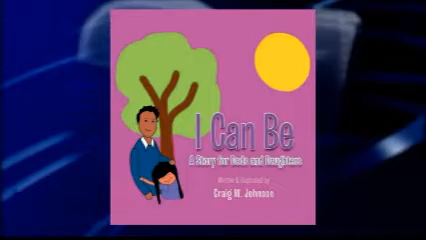 I Can Be
A Story for Dads and Daughters
Written & Illustrated by
Craig M. Johnson